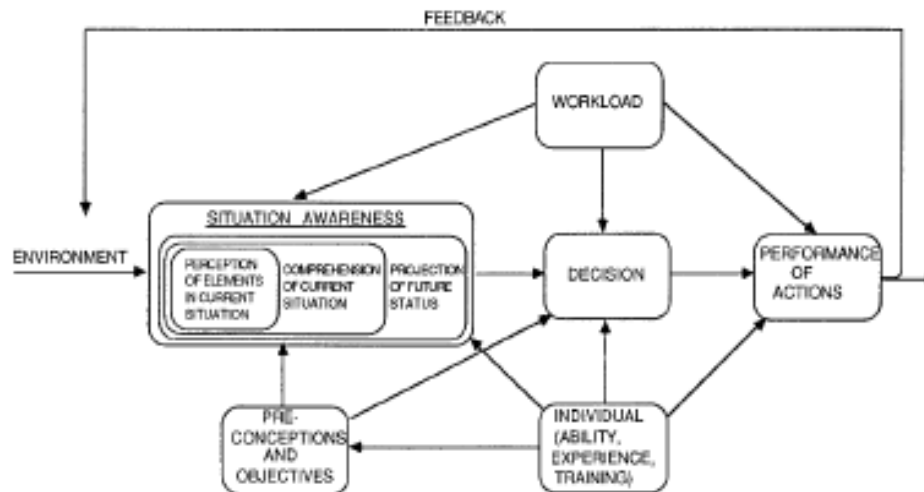 FEEDBACK
WORKLOAD
SITUATION AWARENESS
ENVIRONMENT
PERCEPTION
OF ELEMENTS
IN CURRENT
SITUATION
COMPREHENSION
OF CURRENT
SITUATION
PROJECTION
OF FUTURE
STATUS
DECISION
PERFORMANCE
OF
ACTIONS
PRE-
CONCEPTIONS
AND
OBJECTIVES
INDIVIDUAL
(ABILITY,
EXPERIENCE,
TRAINING)